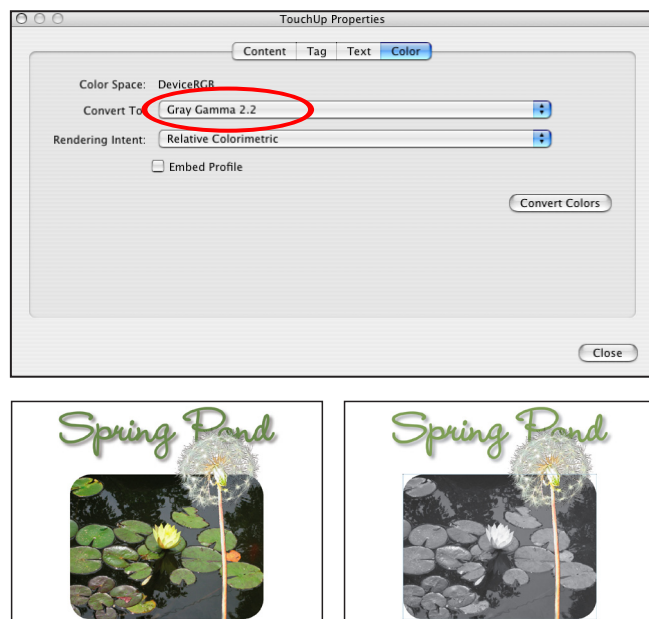 TouchUp Properties
Content Tag Text Color
Color Space: DeviceRGB
Convert To: Gray Gamma 2.2
Rendering Intent: Relative Colorimetric
Embed Profile
Convert Colors
Close
Spring Pond
Spring Pond